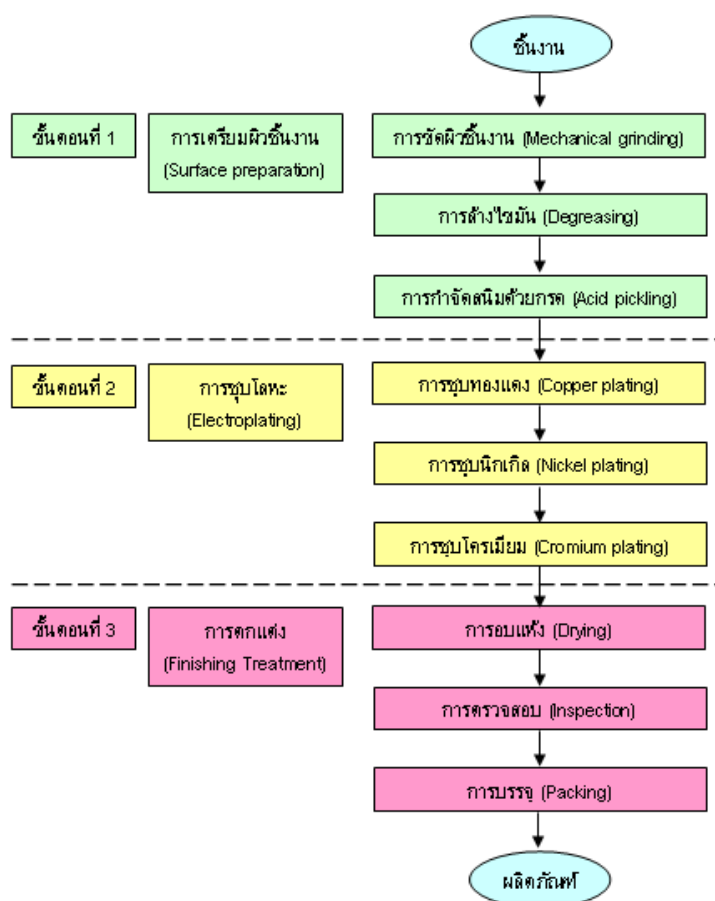 ชิ้นงาน
ขั้นตอนที่ 1
การเตรียมผิวชิ้นงาน
(Surface preparation)
การขัดผิวชิ้นงาน (Mechanical grinding)
การล้างไขมัน (Degreasing)
การกำจัดสนิมด้วยกรด (Acid pickling)
ขั้นตอนที่ 2
การชุบโลหะ
(Electroplating)
การชุบทองแดง (Copper plating)
การชุบนิกเกิล (Nickel plating)
การชุบโครเมียม (Cromium plating)
ขั้นตอนที่ 3
การตกแต่ง
(Finishing Treatment)
การอบแห้ง (Drying)
การตรวจสอบ (Inspection)
การบรรจุ (Packing)
ผลิตภัณฑ์